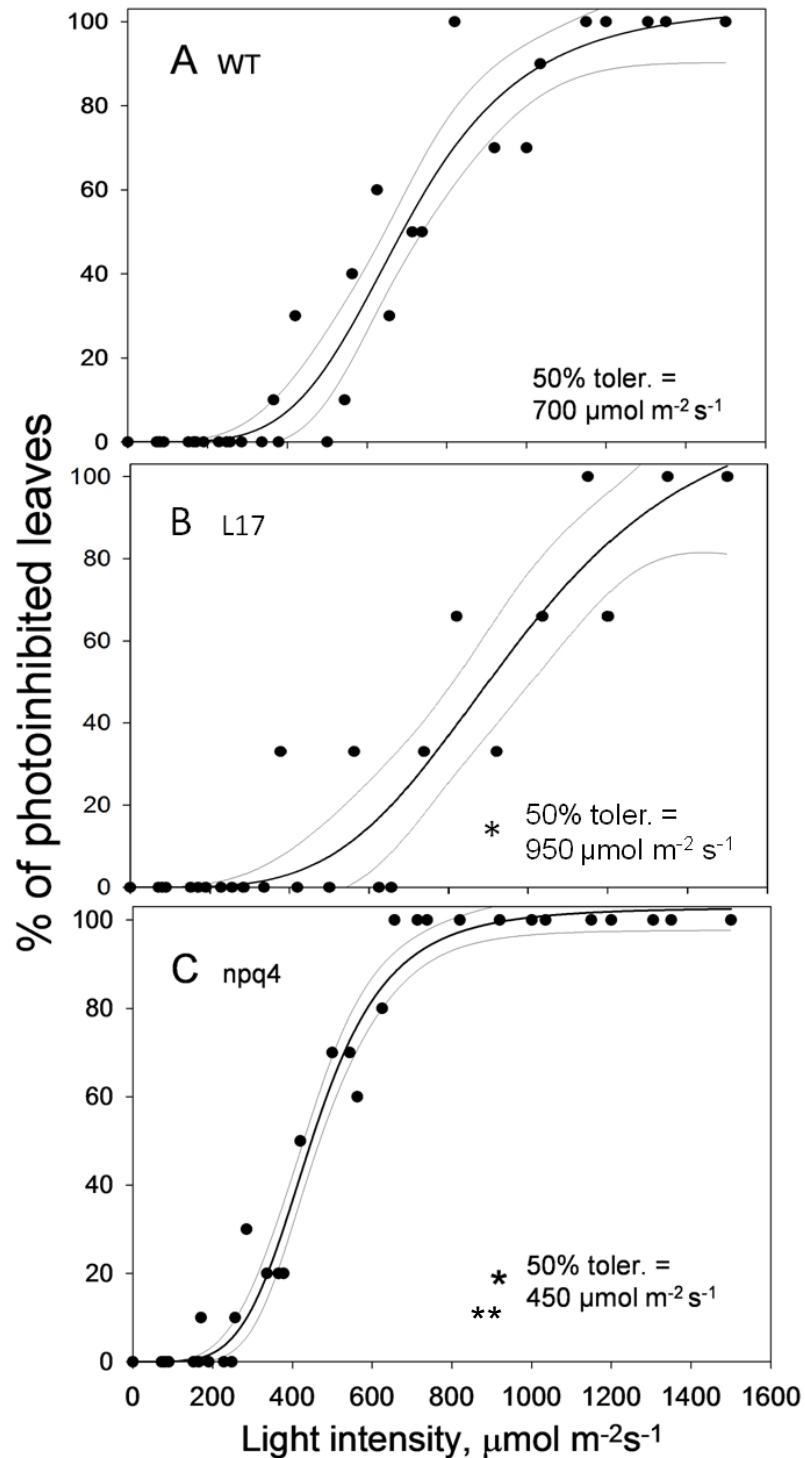 % of photoinhibited leaves
100
80
60
40
20
0
A WT
50% toler. =
700 µmol m-2 s-1
100
80
60
40
20
0
B L17
* 50% toler. =
950 µmol m-2 s-1
100
80
60
40
20
0
C npq4
* 50% toler. =
** 450 µmol m-2 s-1
0 200 400 600 800 1000 1200 1400 1600
Light intensity, µmol m-2s-1